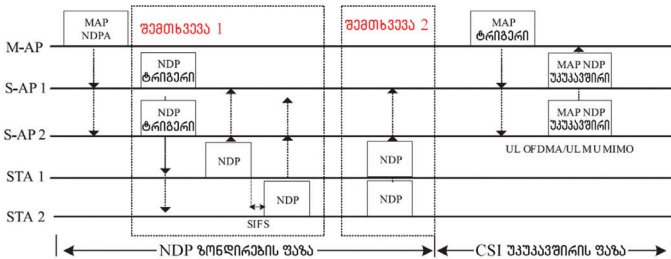 MAP
NDPA
შემთხვევა 1
შემთხვევა 2
MAP
ტრიგერი
M-AP
NDP
ტრიგერი
MAP NDP
უკუკავშირი
S-AP 1
NDP
ტრიგერი
MAP NDP
უკუკავშირი
S-AP 2
UL OFDMA/UL MU MIMO
NDP
NDP
STA 1
NDP
NDP
STA 2
SIFS
NDP ზონდირების ფაზა
CSI უკუკავშირის ფაზა